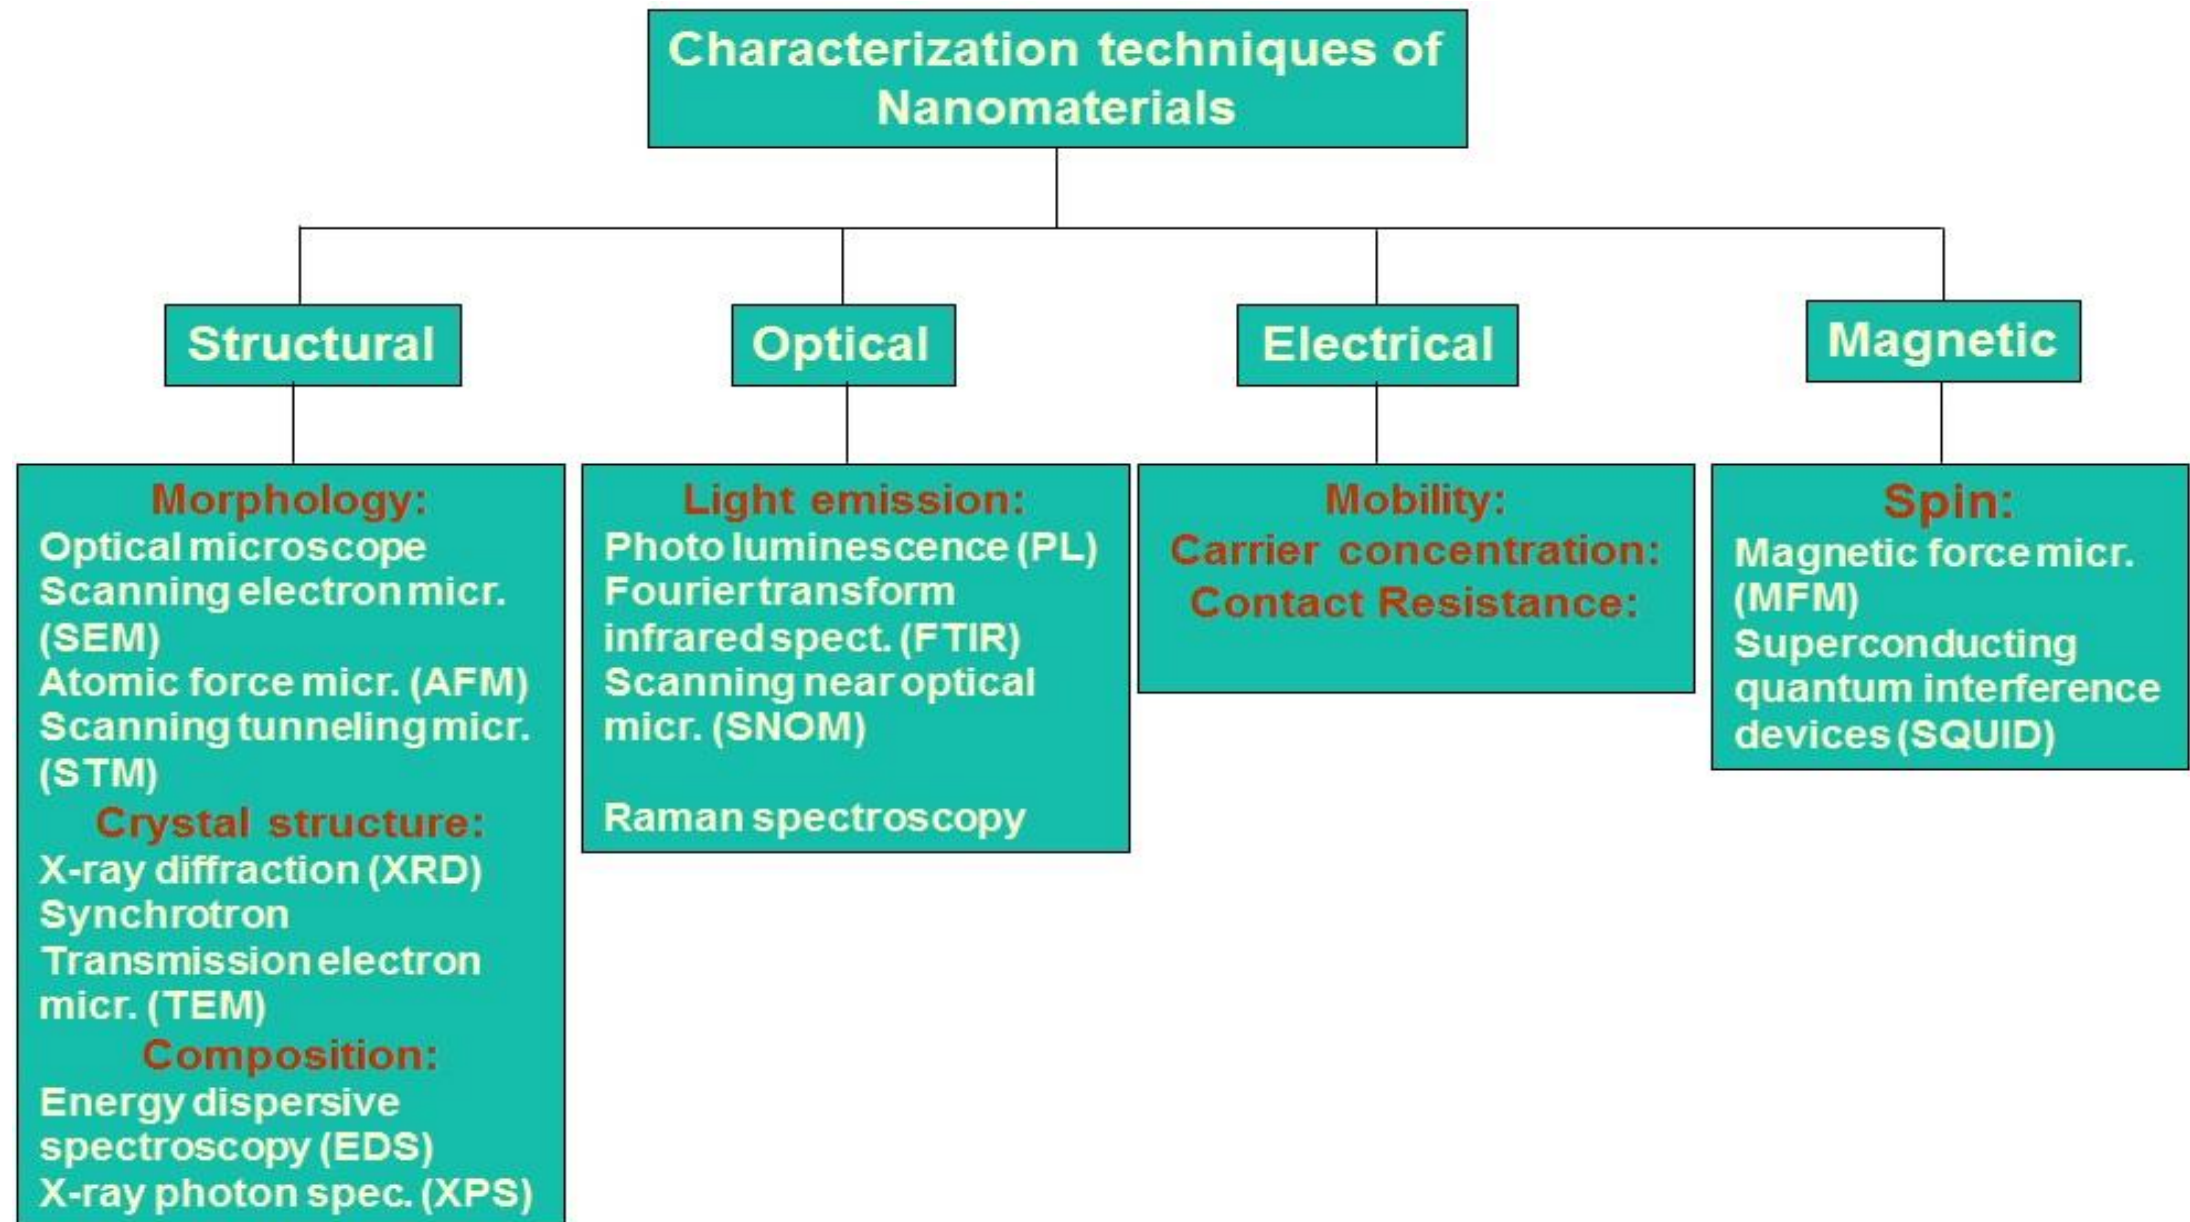 Characterization techniques of
Nanomaterials
Structural
Optical
Electrical
Magnetic
Morphology:
Optical microscope
Scanning electron micr.
(SEM)
Atomic force micr. (AFM)
Scanning tunneling micr.
(STM)
Crystal structure:
X-ray diffraction (XRD)
Synchrotron
Transmission electron
micr. (TEM)
Composition:
Energy dispersive
spectroscopy (EDS)
X-ray photon spec. (XPS)
Light emission:
Photo luminescence (PL)
Fourier transform
infrared spect. (FTIR)
Scanning near optical
micr. (SNOM)
Raman spectroscopy
Mobility:
Carrier concentration:
Contact Resistance:
Spin:
Magnetic force micr.
(MFM)
Superconducting
quantum interference
devices (SQUID)